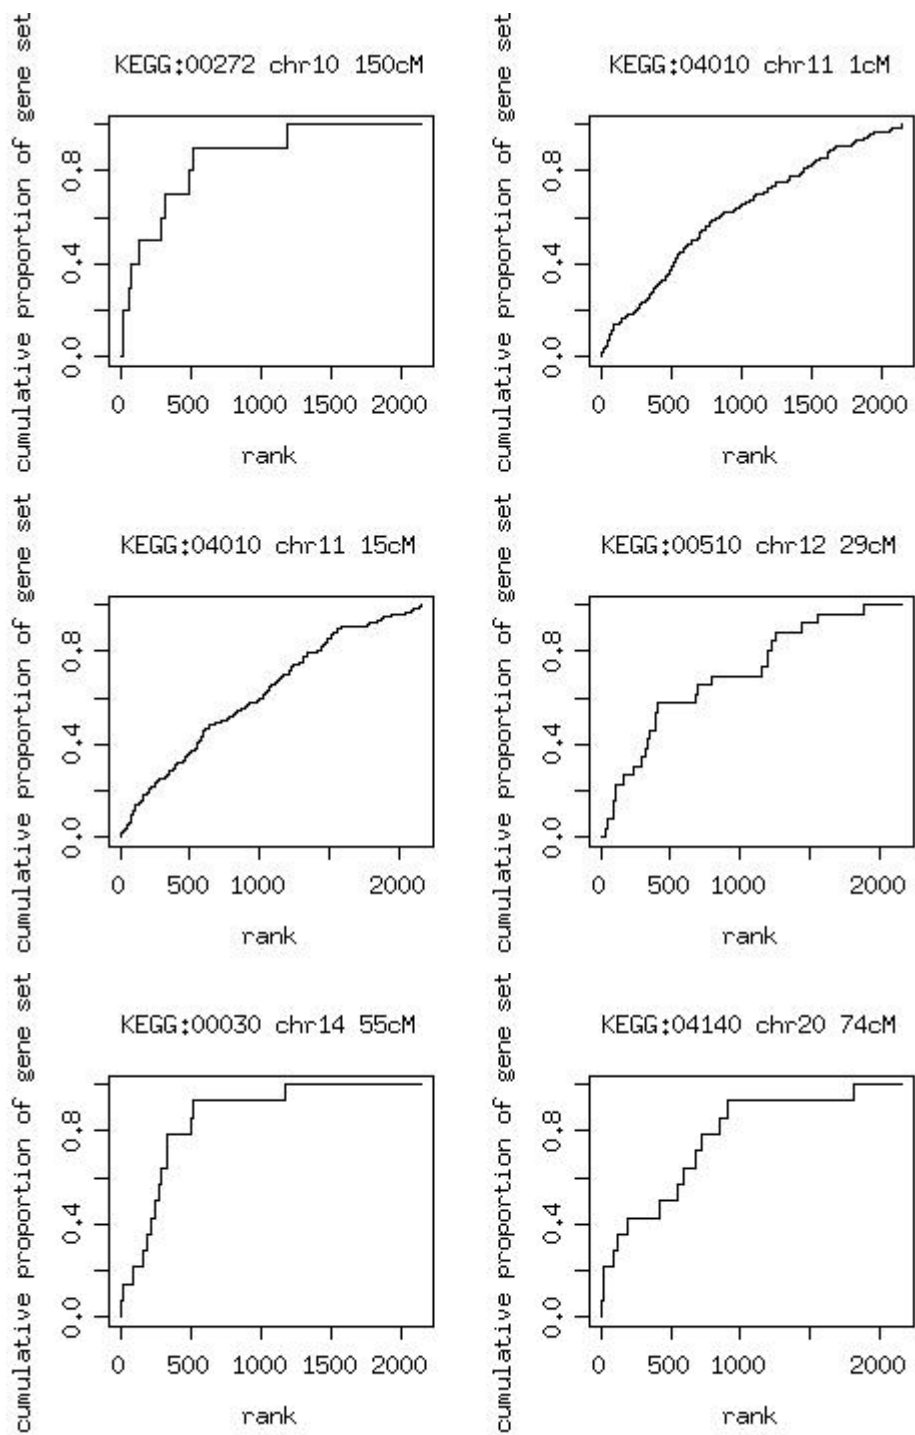 KEGG:00272 chr10 150cM
cumulative proportion of gene set
0.0 0.4 0.8
0 500 1000 1500 2000
rank
KEGG:04010 chr11 1cM
cumulative proportion of gene set
0.0 0.4 0.8
0 500 1000 1500 2000
rank
KEGG:04010 chr11 15cM
cumulative proportion of gene set
0.0 0.4 0.8
0 500 1000 2000
rank
KEGG:00510 chr12 29cM
cumulative proportion of gene set
0.0 0.4 0.8
0 500 1000 2000
rank
KEGG:00030 chr14 55cM
cumulative proportion of gene set
0.0 0.4 0.8
0 500 1000 1500 2000
rank
KEGG:04140 chr20 74cM
cumulative proportion of gene set
0.0 0.4 0.8
0 500 1000 2000
rank